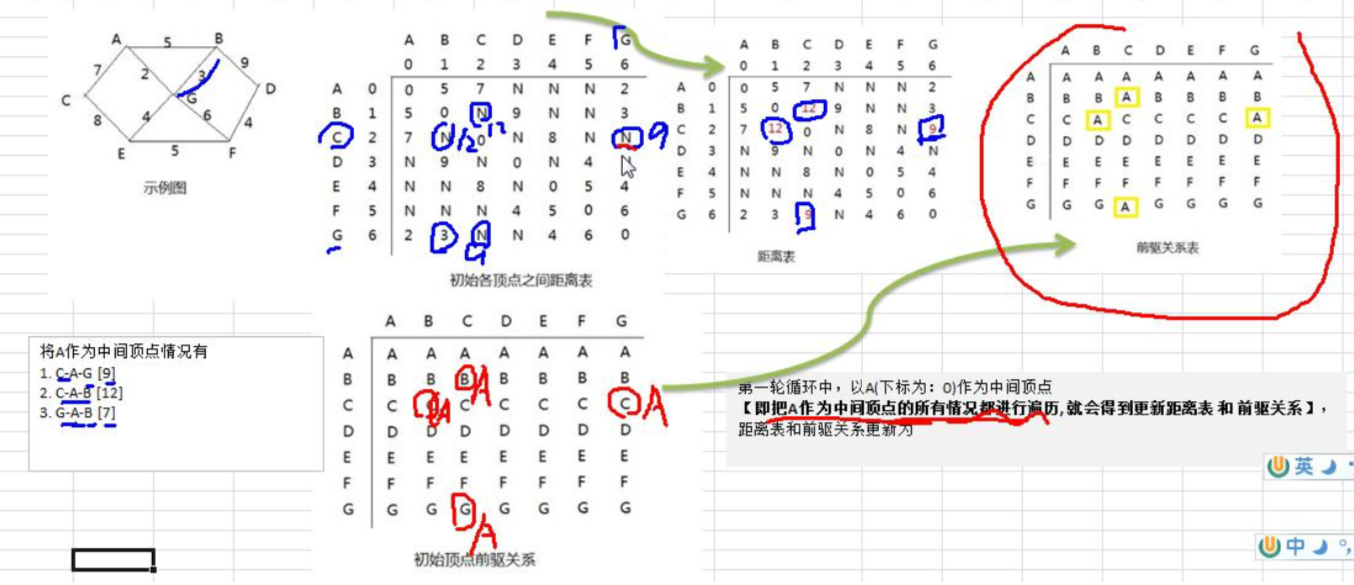 A 5 B
7 2 3 9
C G D
8 4 6 4
E 5 F
示例图
A B C D E F G
0 1 2 3 4 5 6
A 0 0 5 7 N N N 2
B 1 5 0 N 9 N N 3
12
C 2 7 N 12 0 N 8 N N 9
D 3 N 9 N 0 N 4 N
E 4 N N 8 N 0 5 4
F 5 N N N 4 5 0 6
G 6 2 3 N N 4 6 0
9
初始各顶点之间距离表
A B C D E F G
0 1 2 3 4 5 6
A 0 0 5 7 N N N 2
B 1 5 0 12 9 N N 3
C 2 7 12 0 N 8 N 9
D 3 N 9 N 0 N 4 N
E 4 N N 8 N 0 5 4
F 5 N N N 4 5 0 6
G 6 2 3 9 N 4 6 0
距离表
A B C D E F G
A A A A A A A A
B B B A B B B B
C C A C C C C A
D D D D D D D D
E E E E E E E E
F F F F F F F F
G G G A G G G G
前驱关系表
A B C D E F G
A A A A A A A A
B B B B A B B B B
C C C A C C C C C A
D D D D D D D D
E E E E E E E E
F F F F F F F F
G G G G G G G G
A
初始顶点前驱关系
将A作为中间顶点情况有
1. C-A-G [9]
2. C-A-B [12]
3. G-A-B [7]
第一轮循环中，以A(下标为：0)作为中间顶点
【即把A作为中间顶点的所有情况都进行遍历,就会得到更新距离表 和 前驱关系】，
距离表和前驱关系更新为
英
中